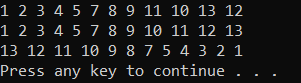 1 2 3 4 5 7 8 9 11 10 13 12
1 2 3 4 5 7 8 9 10 11 12 13
13 12 11 10 9 8 7 5 4 3 2 1
Press any key to continue . . .